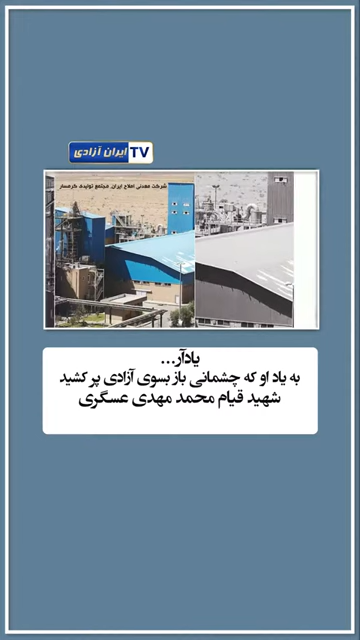 ایران آزادی TV
شرکت معدنی املاح ایران، مجتمع تولیدی گرمسار
یادآر...
به یاد او که چشمانی باز بسوی آزادی پر کشید
شهید قیام محمد مهدی عسگری